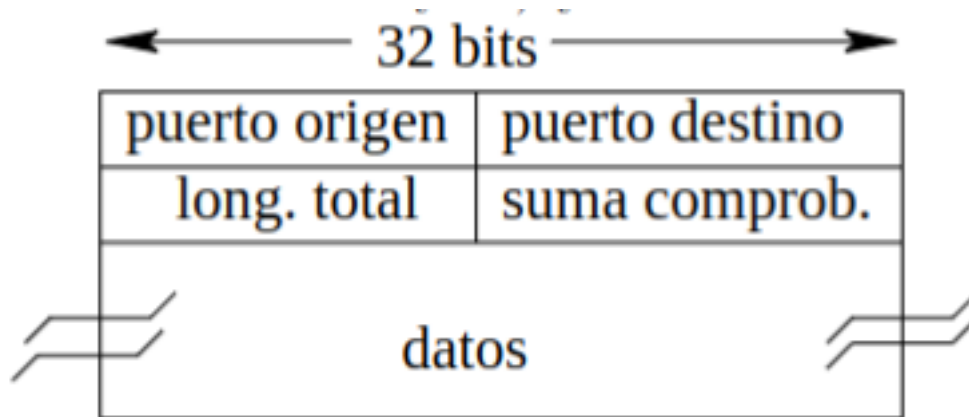 32 bits
puerto origen puerto destino
long. total suma comprob.
datos